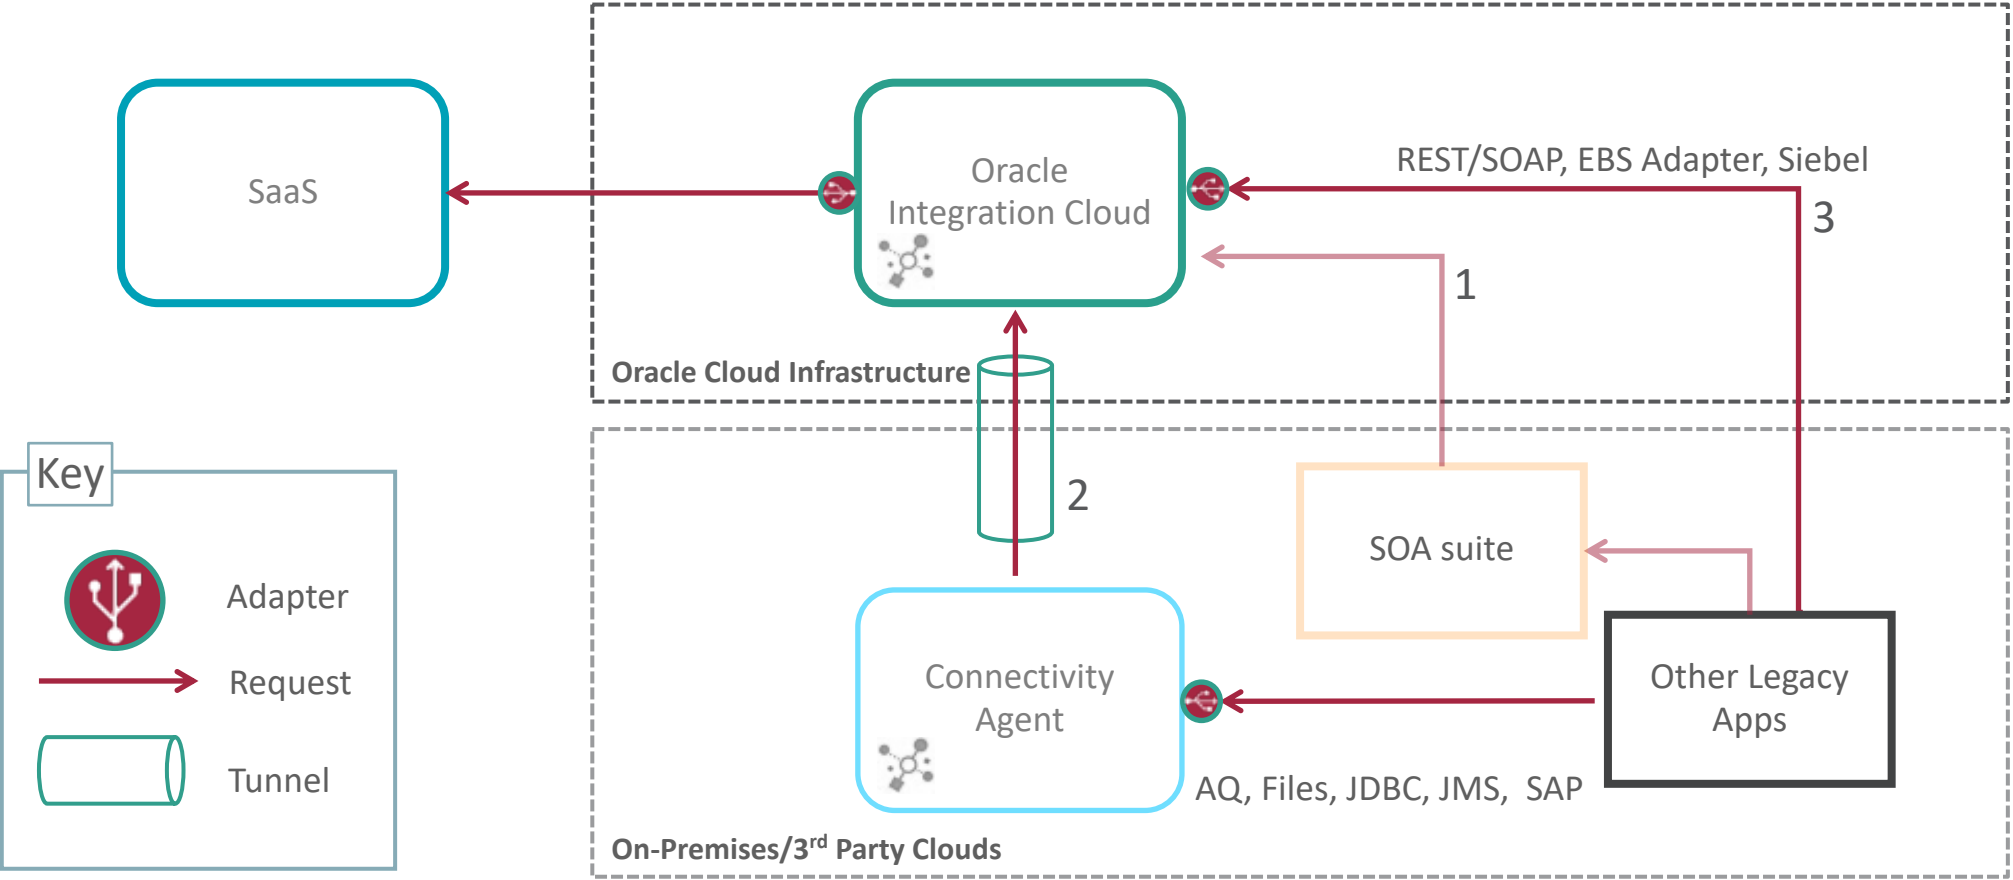 SaaS
Oracle
Integration Cloud
REST/SOAP, EBS Adapter, Siebel
3
1
Oracle Cloud Infrastructure
Key
Adapter
Request
Tunnel
2
SOA suite
Connectivity
Agent
Other Legacy
Apps
AQ, Files, JDBC, JMS, SAP
On-Premises/3rd Party Clouds